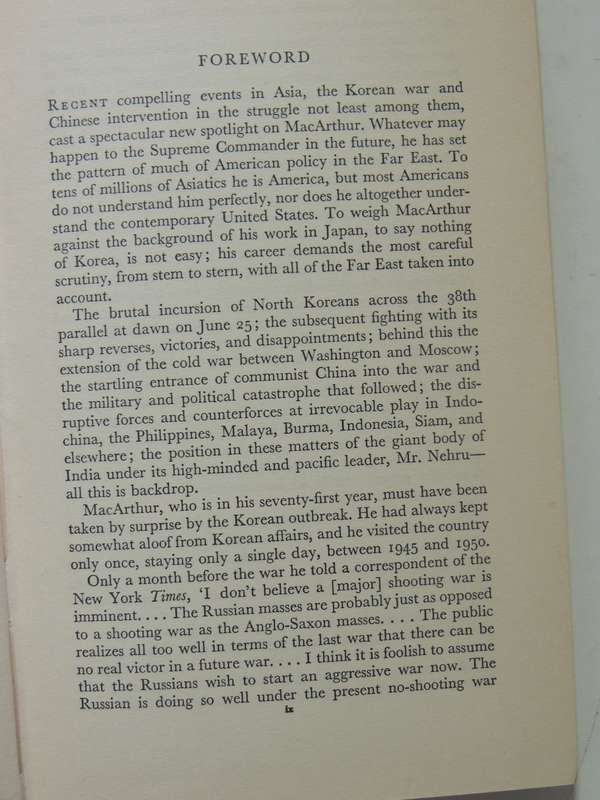 FOREWORD
RECENT compelling events in Asia, the Korean war and
Chinese intervention in the struggle not least among them,
cast a spectacular new spotlight on MacArthur. Whatever may
happen to the Supreme Commander in the future, he has set
the pattern of much of American policy in the Far East. To
tens of millions of Asiatics he is America, but most Americans
do not understand him perfectly, nor does he altogether under-
stand the contemporary United States. To weigh MacArthur
against the background of his work in Japan, to say nothing
of Korea, is not easy; his career demands the most careful
scrutiny, from stem to stern, with all of the Far East taken into
account.
The brutal incursion of North Koreans across the 38th
parallel at dawn on June 25; the subsequent fighting with its
sharp reverses, victories, and disappointments; behind this the
extension of the cold war between Washington and Moscow;
the startling entrance of communist China into the war and
the military and political catastrophe that followed; the dis-
ruptive forces and counterforces at irrevocable play in Indo-
china, the Philippines, Malaya, Burma, Indonesia, Siam, and
elsewhere; the position in these matters of the giant body of
India under its high-minded and pacific leader, Mr. Nehru—
all this is backdrop.
MacArthur, who is in his seventy-first year, must have been
taken by surprise by the Korean outbreak. He had always kept
somewhat aloof from Korean affairs, and he visited the country
only once, staying only a single day, between 1945 and 1950.
Only a month before the war he told a correspondent of the
New York Times, ‘I don’t believe a [major] shooting war is
imminent. . . . The Russian masses are probably just as opposed
to a shooting war as the Anglo-Saxon masses. . . . The public
realizes all too well in terms of the last war that there can be
no real victor in a future war. . . . I think it is foolish to assume
that the Russians wish to start an aggressive war now. The
Russian is doing so well under the present no-shooting war
ix